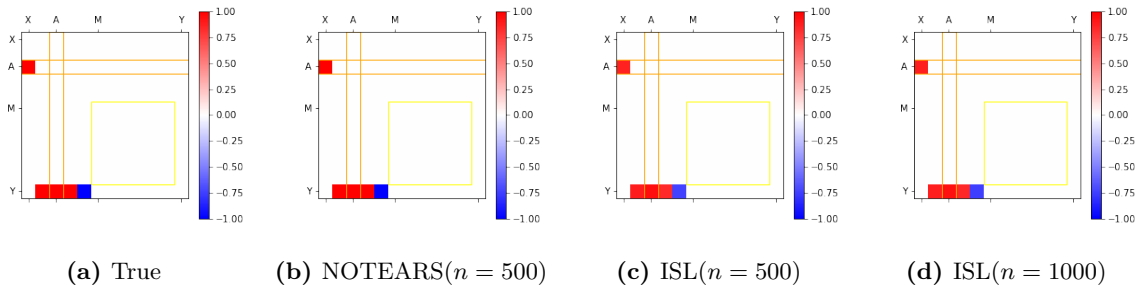 X A M Y
X
A
M
Y
1.00
0.75
0.50
0.25
0.00
−0.25
−0.50
−0.75
−1.00
(a) True
X A M Y
X
A
M
Y
1.00
0.75
0.50
0.25
0.00
−0.25
−0.50
−0.75
−1.00
(b) NOTEARS(n = 500)
X A M Y
X
A
M
Y
1.00
0.75
0.50
0.25
0.00
−0.25
−0.50
−0.75
−1.00
(c) ISL(n = 500)
X A M Y
X
A
M
Y
1.00
0.75
0.50
0.25
0.00
−0.25
−0.50
−0.75
−1.00
(d) ISL(n = 1000)